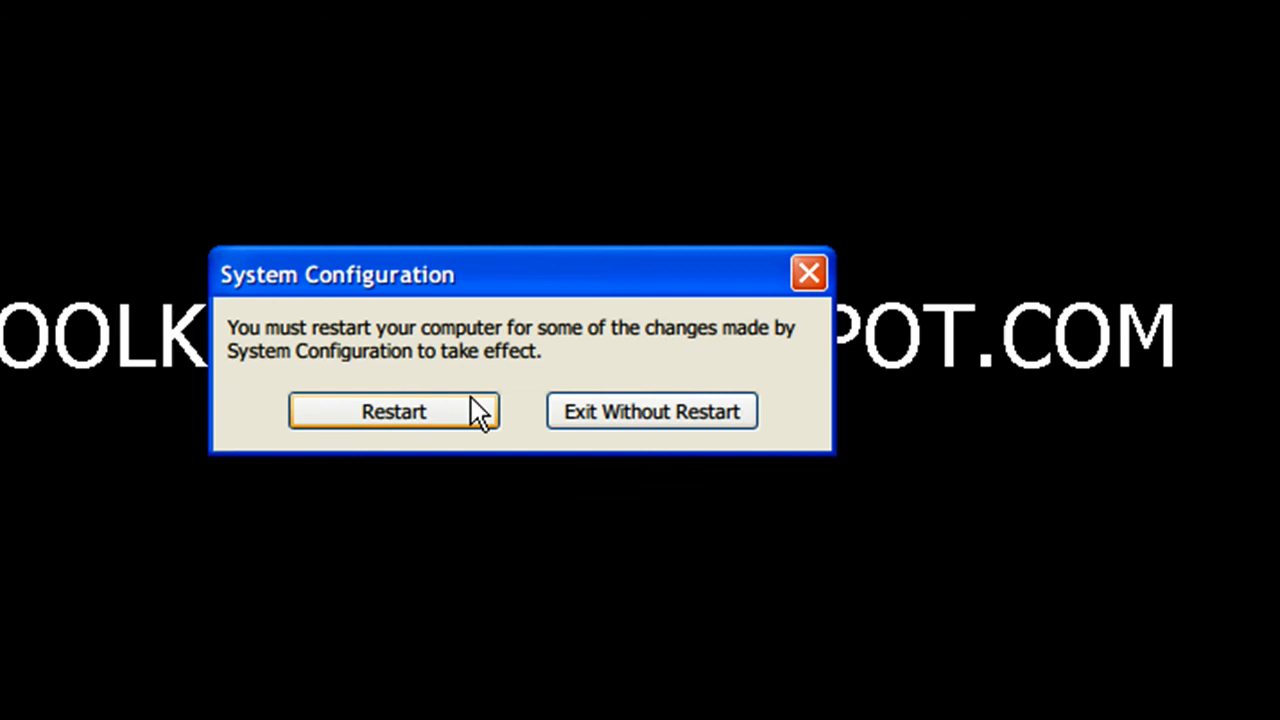 System Configuration
OOLK
POT.COM
You must restart your computer for some of the changes made by
System Configuration to take effect.
Restart
Exit Without Restart